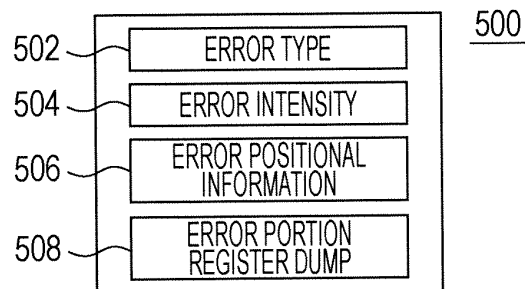 500
502 ERROR TYPE
504 ERROR INTENSITY
506 ERROR POSITIONAL
INFORMATION
508 ERROR PORTION
REGISTER DUMP